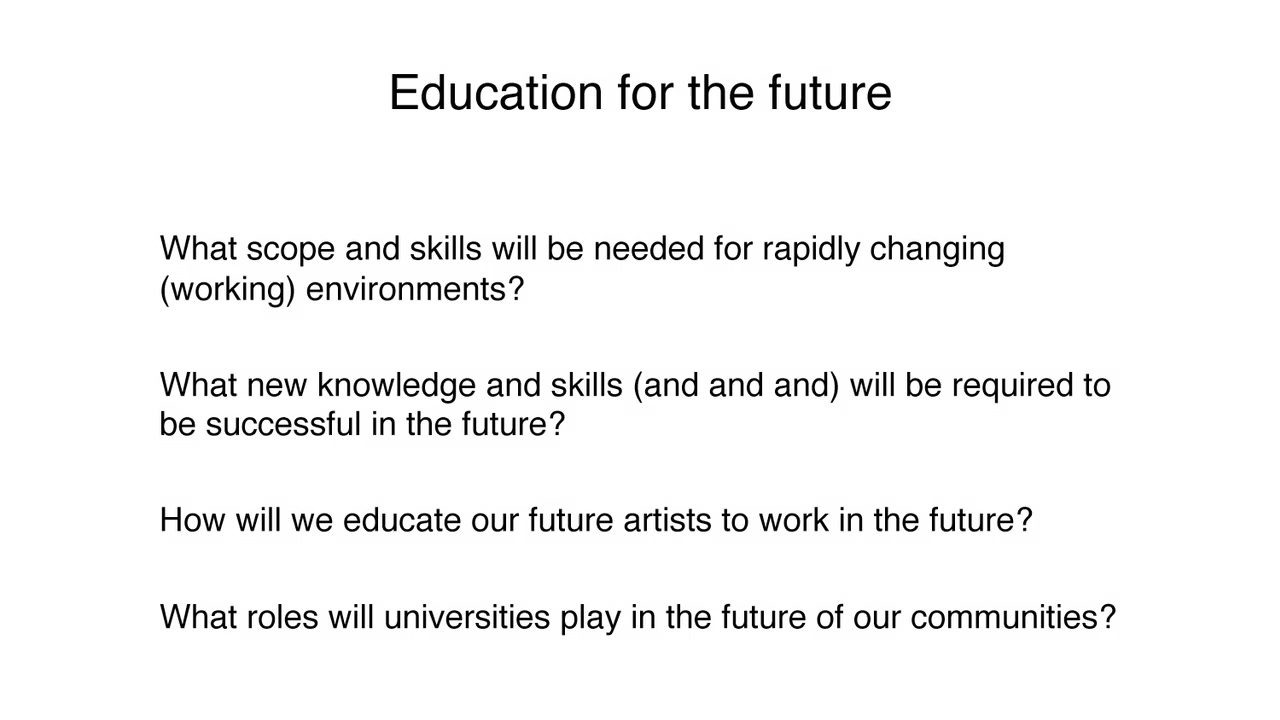 Education for the future
What scope and skills will be needed for rapidly changing
(working) environments?
What new knowledge and skills (and and and) will be required to
be successful in the future?
How will we educate our future artists to work in the future?
What roles will universities play in the future of our communities?